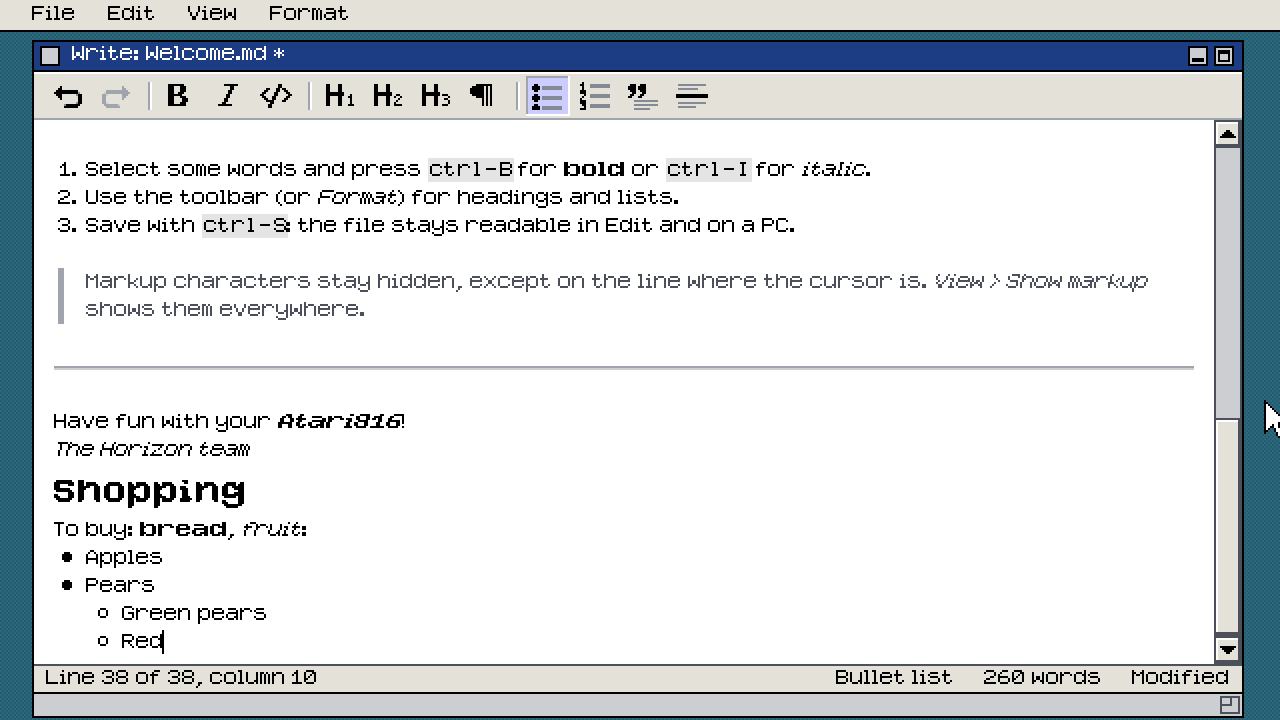 File Edit View Format
Write: Welcome.md *
B I </> H1 H2 H3 ¶
1. Select some words and press ctrl-B for bold or ctrl-I for italic.
2. Use the toolbar (or Format) for headings and lists.
3. Save with ctrl-S: the file stays readable in Edit and on a PC.
Markup characters stay hidden, except on the line where the cursor is. View > Show markup
shows them everywhere.
Have fun with your Atari816!
The Horizon team
Shopping
To buy: bread, fruit:
• Apples
• Pears
○ Green pears
○ Red
Line 38 of 38, column 10 Bullet list 260 words Modified